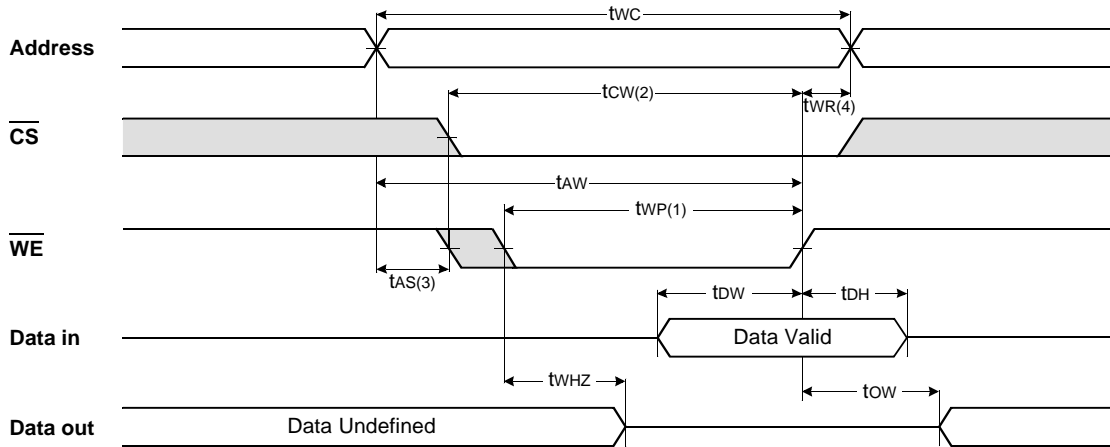 tWC
Address
tCW(2)
tWR(4)
CS
tAW
tWP(1)
WE
tAS(3)
tDW
tDH
Data in
Data Valid
tWHZ
tOW
Data out
Data Undefined